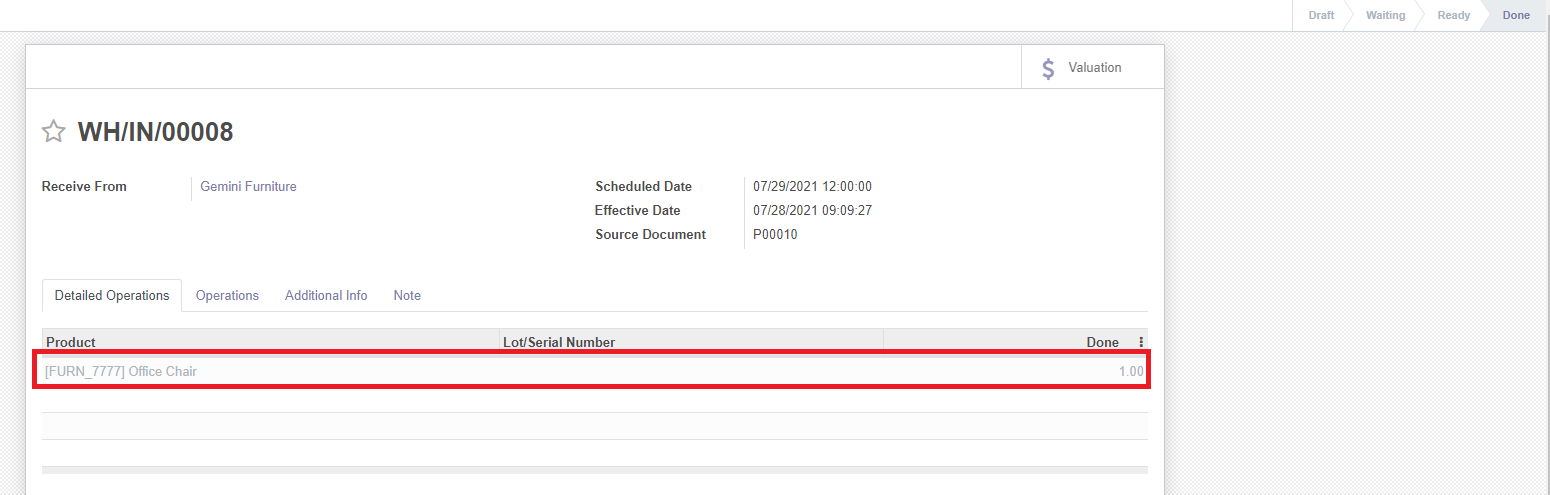 Draft Waiting Ready Done
$ Valuation
WH/IN/00008
Receive From Gemini Furniture Scheduled Date 07/29/2021 12:00:00
Effective Date 07/28/2021 09:09:27
Source Document P00010
Detailed Operations Operations Additional Info Note
Product Lot/Serial Number Done
[FURN_7777] Office Chair 1.00